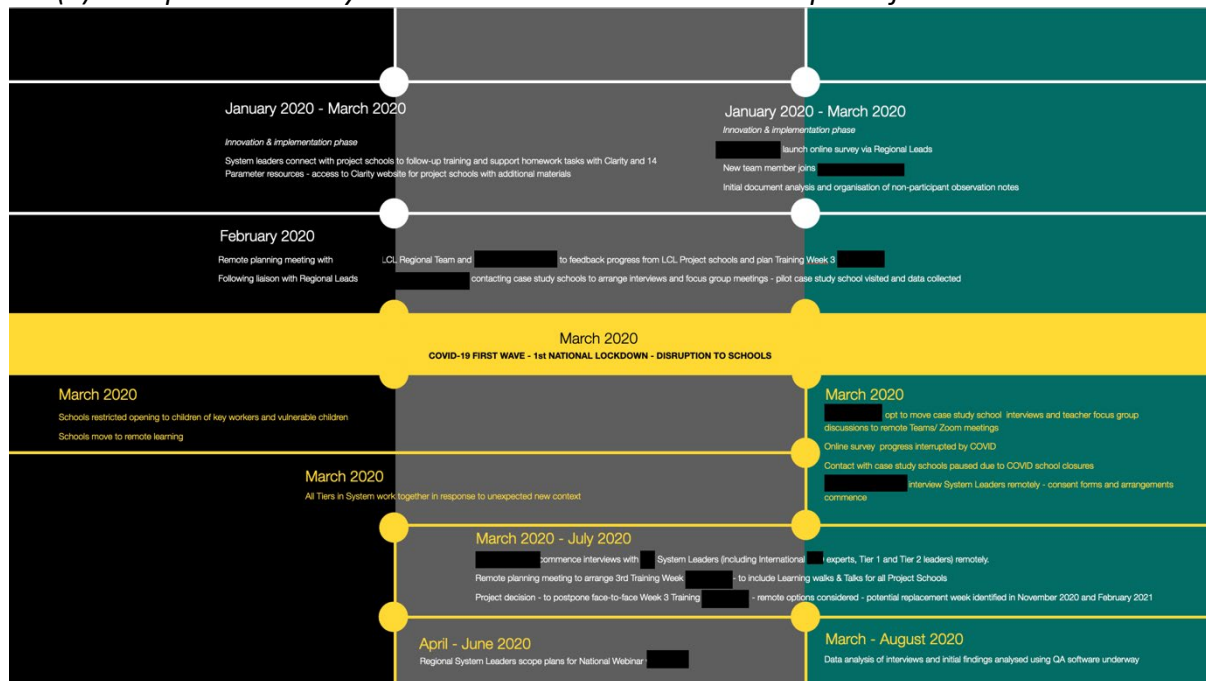 January 2020 - March 2020
Innovation & implementation phase
System leaders connect with project schools to follow-up training and support homework tasks with Clarity and 14
Parameter resources - access to Clarity website for project schools with additional materials
January 2020 - March 2020
Innovation & implementation phase
launch online survey via Regional Leads
New team member joins
Initial document analysis and organisation of non-participant observation notes
February 2020
Remote planning meeting with LCL Regional Team and to feedback progress from LCL Project schools and plan Training Week 3
Following liaison with Regional Leads contacting case study schools to arrange interviews and focus group meetings - pilot case study school visited and data collected
March 2020
COVID-19 FIRST WAVE - 1st NATIONAL LOCKDOWN - DISRUPTION TO SCHOOLS
March 2020
Schools restricted opening to children of key workers and vulnerable children
Schools move to remote learning
March 2020
opt to move case study school interviews and teacher focus group
discussions to remote Teams/ Zoom meetings
Online survey progress interrupted by COVID
Contact with case study schools paused due to COVID school closures
interview System Leaders remotely - consent forms and arrangements
commence
March 2020
All Tiers in System work together in response to unexpected new context
March 2020 - July 2020
commence interviews with System Leaders (including International experts, Tier 1 and Tier 2 leaders) remotely.
Remote planning meeting to arrange 3rd Training Week - to include Learning walks & Talks for all Project Schools
Project decision - to postpone face-to-face Week 3 Training - remote options considered - potential replacement week identified in November 2020 and February 2021
April - June 2020
Regional System Leaders scope plans for National Webinar
March - August 2020
Data analysis of interviews and initial findings analysed using QA software underway